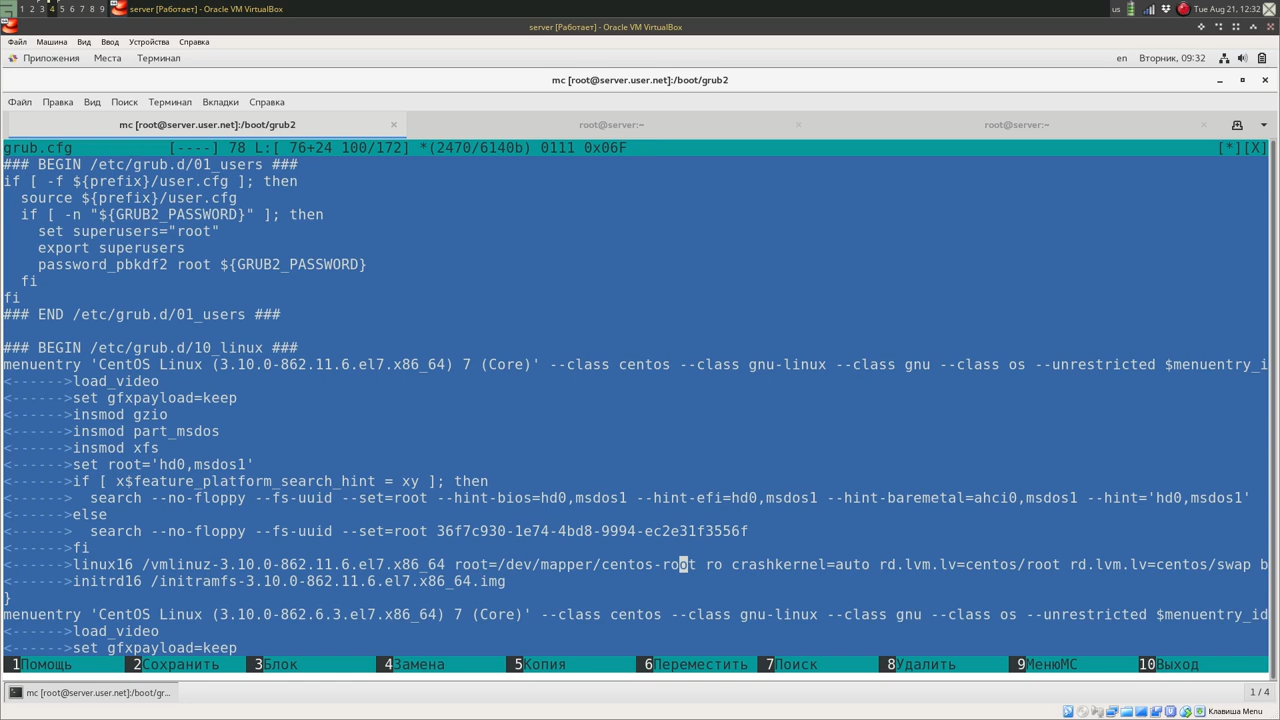 1 2 3 4 5 6 7 8 9 server [Работает] - Oracle VM VirtualBox us Tue Aug 21, 12:32
server [Работает] - Oracle VM VirtualBox
Файл Машина Вид Ввод Устройства Справка
Приложения Места Терминал en Вторник, 09:32
mc [root@server.user.net]:/boot/grub2
Файл Правка Вид Поиск Терминал Вкладки Справка
mc [root@server.user.net]:/boot/grub2 × root@server:~ × root@server:~ ×
grub.cfg [----] 78 L:[ 76+24 100/172] *(2470/6140b) 0111 0x06F [*][X]
### BEGIN /etc/grub.d/01_users ###
if [ -f ${prefix}/user.cfg ]; then
  source ${prefix}/user.cfg
  if [ -n "${GRUB2_PASSWORD}" ]; then
    set superusers="root"
    export superusers
    password_pbkdf2 root ${GRUB2_PASSWORD}
  fi
fi
### END /etc/grub.d/01_users ###
### BEGIN /etc/grub.d/10_linux ###
menuentry 'CentOS Linux (3.10.0-862.11.6.el7.x86_64) 7 (Core)' --class centos --class gnu-linux --class gnu --class os --unrestricted $menuentry_i
<------>load_video
<------>set gfxpayload=keep
<------>insmod gzio
<------>insmod part_msdos
<------>insmod xfs
<------>set root='hd0,msdos1'
<------>if [ x$feature_platform_search_hint = xy ]; then
<------>  search --no-floppy --fs-uuid --set=root --hint-bios=hd0,msdos1 --hint-efi=hd0,msdos1 --hint-baremetal=ahci0,msdos1 --hint='hd0,msdos1'
<------>else
<------>  search --no-floppy --fs-uuid --set=root 36f7c930-1e74-4bd8-9994-ec2e31f3556f
<------>fi
<------>linux16 /vmlinuz-3.10.0-862.11.6.el7.x86_64 root=/dev/mapper/centos-root ro crashkernel=auto rd.lvm.lv=centos/root rd.lvm.lv=centos/swap b
<------>initrd16 /initramfs-3.10.0-862.11.6.el7.x86_64.img
}
menuentry 'CentOS Linux (3.10.0-862.6.3.el7.x86_64) 7 (Core)' --class centos --class gnu-linux --class gnu --class os --unrestricted $menuentry_id
<------>load_video
<------>set gfxpayload=keep
1Помощь 2Сохранить 3Блок 4Замена 5Копия 6Переместить 7Поиск 8Удалить 9МенюMC 10Выход
mc [root@server.user.net]:/boot/gr... 1 / 4
Клавиша Menu